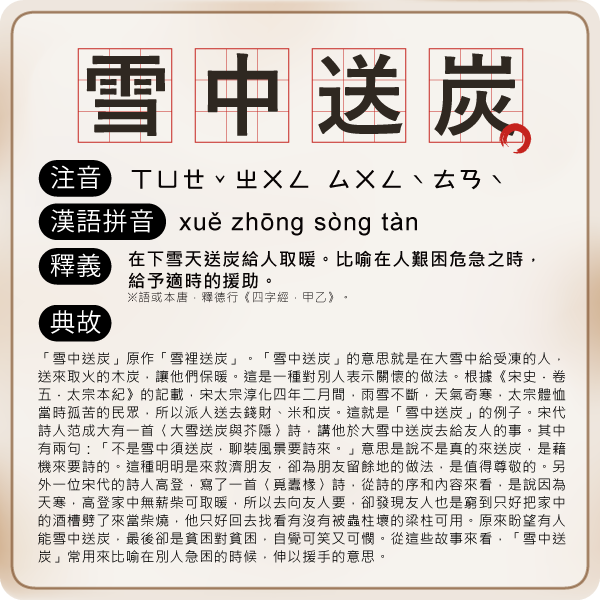 雪中送炭
注音 ㄒㄩㄝˇ ㄓㄨㄥ ㄙㄨㄥˋ ㄊㄢˋ
漢語拼音 xuě zhōng sòng tàn
釋義 在下雪天送炭給人取暖。比喻在人艱困危急之時，
給予適時的援助。
※語或本唐．釋德行《四字經．甲乙》。
典故
「雪中送炭」原作「雪裡送炭」。「雪中送炭」的意思就是在大雪中給受凍的人，
送來取火的木炭，讓他們保暖。這是一種對別人表示關懷的做法。根據《宋史．卷
五．太宗本紀》的記載，宋太宗淳化四年二月間，雨雪不斷，天氣奇寒，太宗體恤
當時孤苦的民眾，所以派人送去錢財、米和炭。這就是「雪中送炭」的例子。宋代
詩人范成大有一首〈大雪送炭與芥隱〉詩，講他於大雪中送炭去給友人的事。其中
有兩句：「不是雪中須送炭，聊裝風景要詩來。」意思是說不是真的來送炭，是藉
機來要詩的。這種明明是來救濟朋友，卻為朋友留餘地的做法，是值得尊敬的。另
外一位宋代的詩人高登，寫了一首〈覓蠹椽〉詩，從詩的序和內容來看，是說因為
天寒，高登家中無薪柴可取暖，所以去向友人要，卻發現友人也是窮到只好把家中
的酒槽劈了來當柴燒，他只好回去找看有沒有被蟲柱壞的梁柱可用。原來盼望有人
能雪中送炭，最後卻是貧困對貧困，自覺可笑又可憫。從這些故事來看，「雪中送
炭」常用來比喻在別人急困的時候，伸以援手的意思。